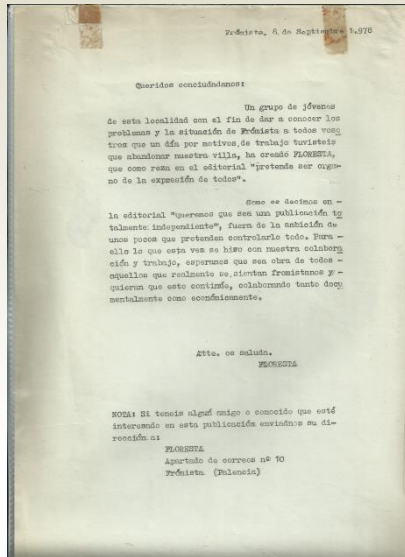 Frómista, 6 de Septiembre 1.978
Queridos conciudadanos:
Un grupo de jóvenes
de esta localidad con el fin de dar a conocer los
problemas y la situación de Frómista a todos voso
tros que un día por motivos de trabajo tuvisteis
que abandonar nuestra villa, ha creado FLORESTA,
que como reza en el editorial "pretende ser orga-
no de la expresión de todos".
Como os decimos en -
la editorial "queremos que sea una publicación to
talmente independiente", fuera de la ambición de
unos pocos que pretenden controlarlo todo. Para -
ello lo que esta vez se hizo con nuestra colabora
ción y trabajo, esperamos que sea obra de todos -
aquellos que realmente se sientan fromistanos y -
quieran que esto continúe, colaborando tanto docu
mentalmente como económicamente.
Atte. os saluda.
FLORESTA
NOTA: Si teneis algún amigo o conocido que esté
interesado en esta publicación enviadnos su di-
rección a:
FLORESTA
Apartado de correos nº 10
Frómista (Palencia)